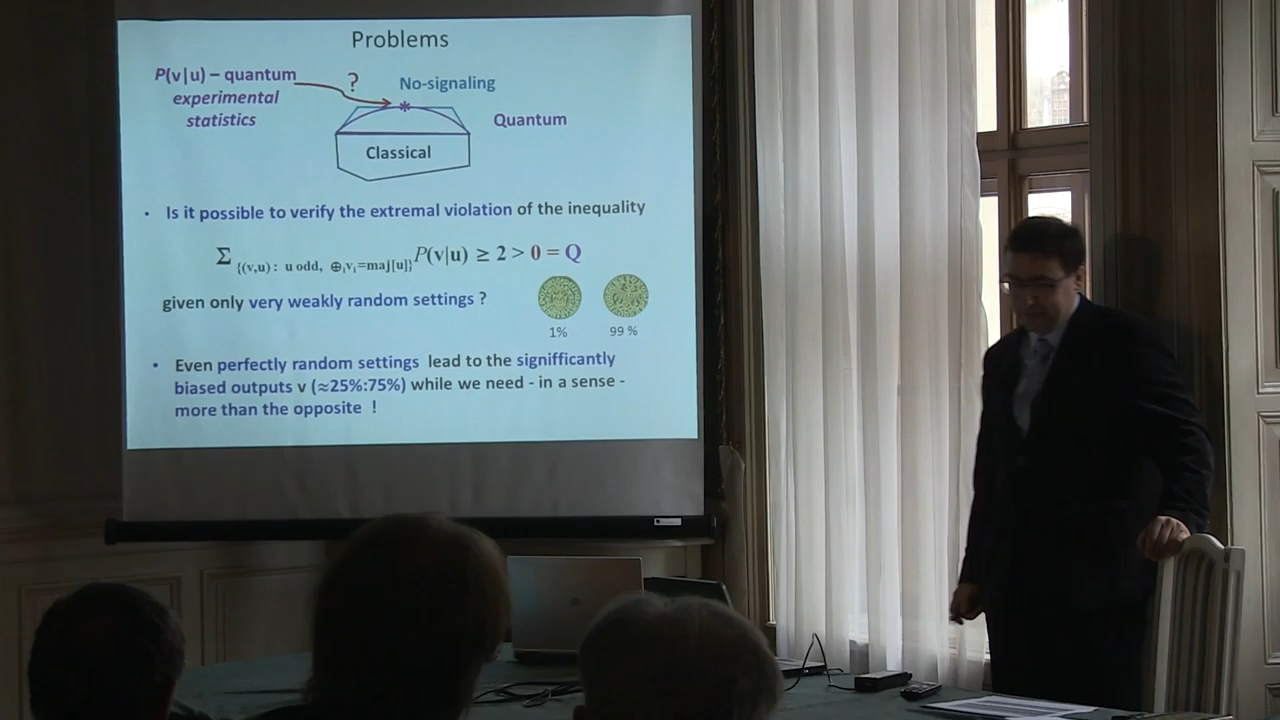 Problems
P(v|u) – quantum
experimental
statistics
?
No-signaling
*
Quantum
Classical
• Is it possible to verify the extremal violation of the inequality
Σ {(v,u) : u odd, ⊕ᵢvᵢ=maj[u]} P(v|u) ≥ 2 > 0 = Q
given only very weakly random settings ?
1%
99 %
• Even perfectly random settings lead to the signifficantly
biased outputs v (≈25%:75%) while we need - in a sense -
more than the opposite !